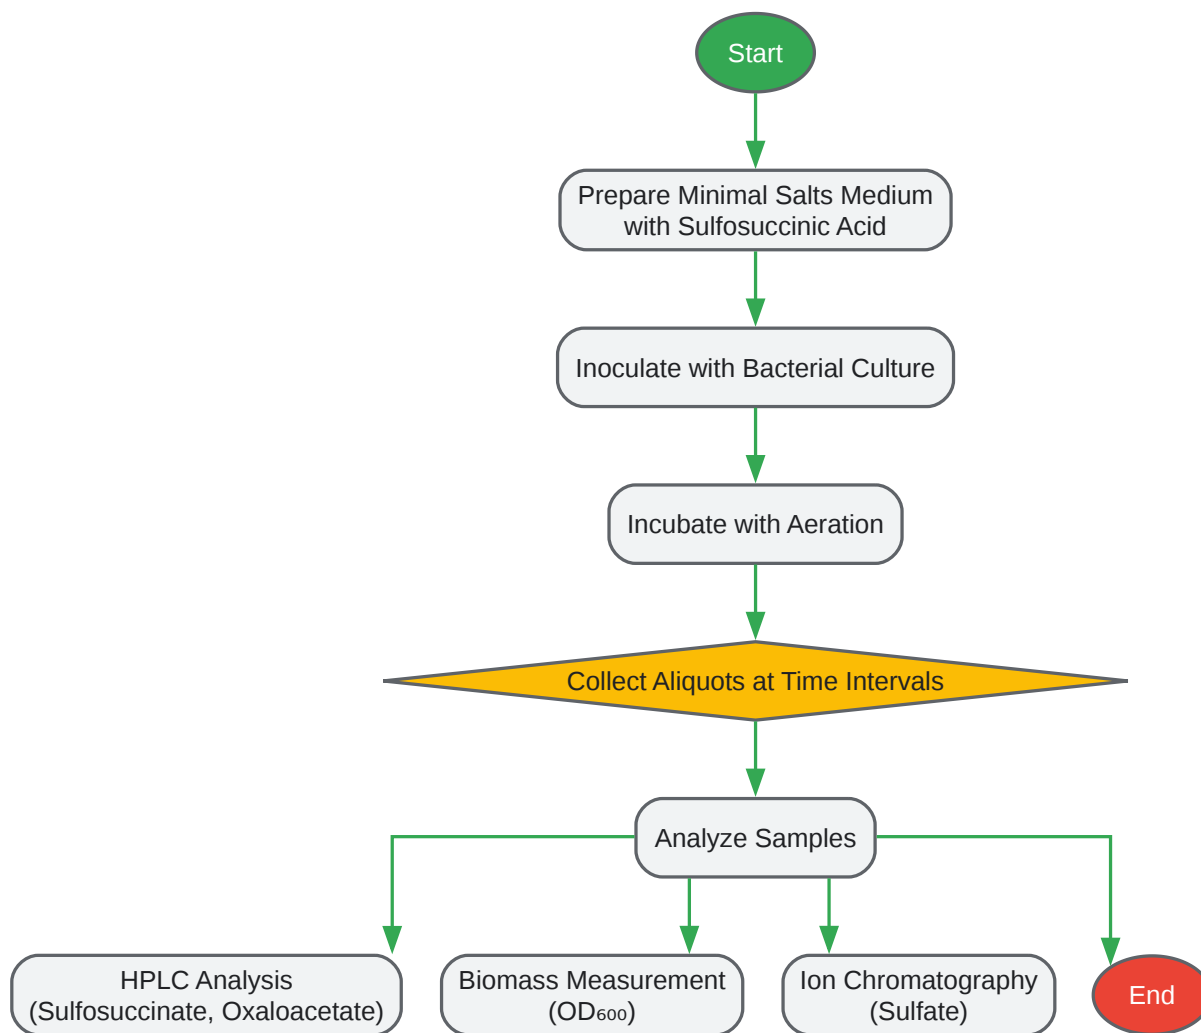 Start
Prepare Minimal Salts Medium
with Sulfosuccinic Acid
Inoculate with Bacterial Culture
Incubate with Aeration
Collect Aliquots at Time Intervals
Analyze Samples
HPLC Analysis
(Sulfosuccinate, Oxaloacetate)
Biomass Measurement
(OD₆₀₀)
Ion Chromatography
(Sulfate)
End